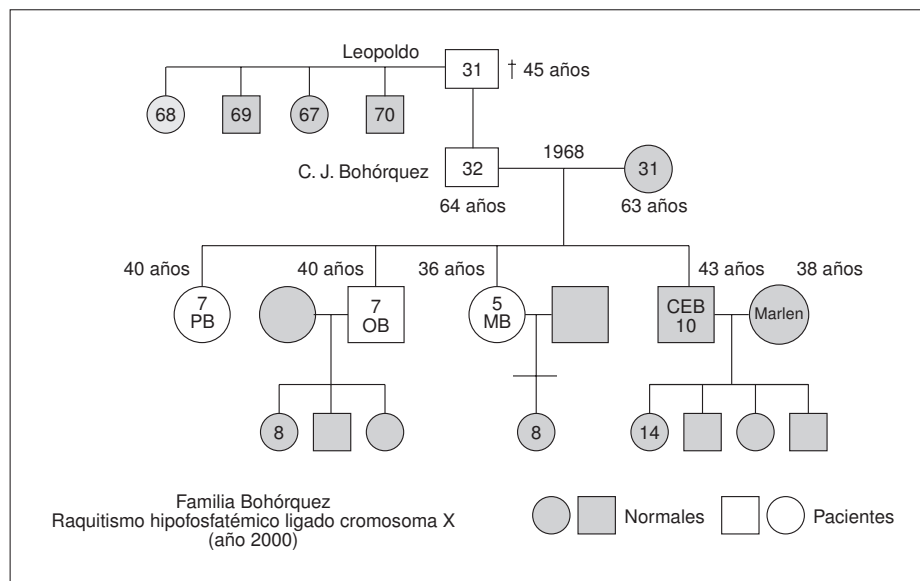 Leopoldo
31
† 45 años
68
69
67
70
C. J. Bohórquez
32
1968
31
64 años
63 años
40 años
40 años
36 años
43 años
38 años
7
PB
7
OB
5
MB
CEB
10
Marlen
8
8
14
Familia Bohórquez
Raquitismo hipofosfatémico ligado cromosoma X
(año 2000)
Normales
Pacientes